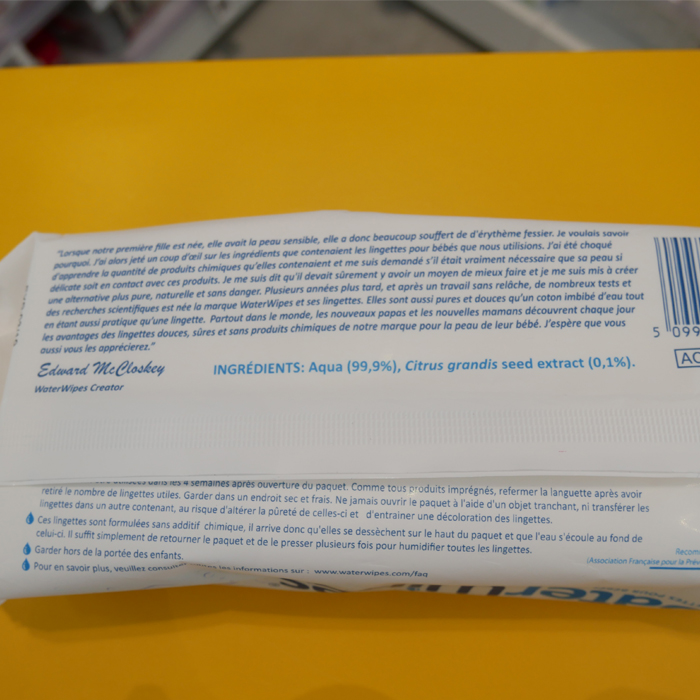 "Lorsque notre première fille est née, elle avait la peau sensible, elle a donc beaucoup souffert de d'érythème fessier. Je voulais savoir
pourquoi. J'ai alors jeté un coup d'œil sur les ingrédients que contenaient les lingettes pour bébés que nous utilisions. J'ai été choqué
d'apprendre la quantité de produits chimiques qu'elles contenaient et me suis demandé s'il était vraiment nécessaire que sa peau si
délicate soit en contact avec ces produits. Je me suis dit qu'il devait sûrement y avoir un moyen de mieux faire et je me suis mis à créer
une alternative plus pure, naturelle et sans danger. Plusieurs années plus tard, et après un travail sans relâche, de nombreux tests et
des recherches scientifiques est née la marque WaterWipes et ses lingettes. Elles sont aussi pures et douces qu'un coton imbibé d'eau tout
en étant aussi pratique qu'une lingette. Partout dans le monde, les nouveaux papas et les nouvelles mamans découvrent chaque jour
les avantages des lingettes douces, sûres et sans produits chimiques de notre marque pour la peau de leur bébé. J'espère que vous
aussi vous les apprécierez."
Edward McCloskey
WaterWipes Creator
INGRÉDIENTS: Aqua (99,9%), Citrus grandis seed extract (0,1%).
5 099
AC
dans les 4 semaines après ouverture du paquet. Comme tous produits imprégnés, refermer la languette après avoir
retiré le nombre de lingettes utiles. Garder dans un endroit sec et frais. Ne jamais ouvrir le paquet à l'aide d'un objet tranchant, ni transférer les
lingettes dans un autre contenant, au risque d'altérer la pûreté de celles-ci et d'entrainer une décoloration des lingettes.
Ces lingettes sont formulées sans additif chimique, il arrive donc qu'elles se dessèchent sur le haut du paquet et que l'eau s'écoule au fond de
celui-ci. Il suffit simplement de retourner le paquet et de le presser plusieurs fois pour humidifier toutes les lingettes.
Garder hors de la portée des enfants.
Pour en savoir plus, veuillez informations sur : www.waterwipes.com/faq
Recom
(Association Française pour la Prév